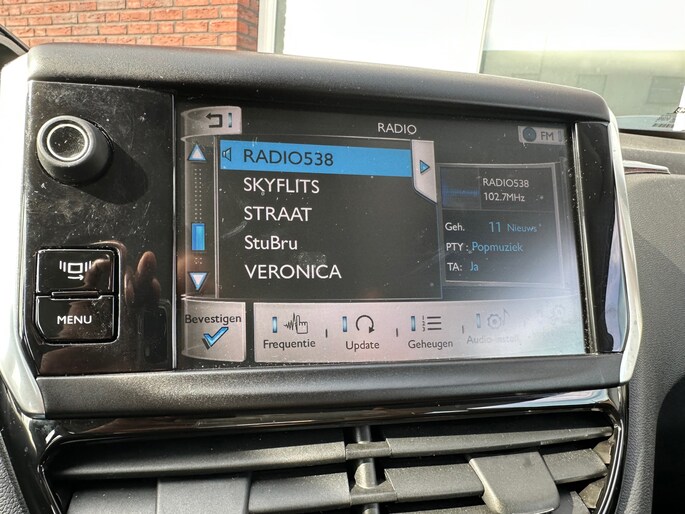 RADIO
FM
RADIO538
SKYFLITS
STRAAT
StuBru
VERONICA
RADIO538
102.7MHz
Geh. 11 Nieuws
PTY: Popmuziek
TA: Ja
MENU
Bevestigen
Frequentie
Update
Geheugen